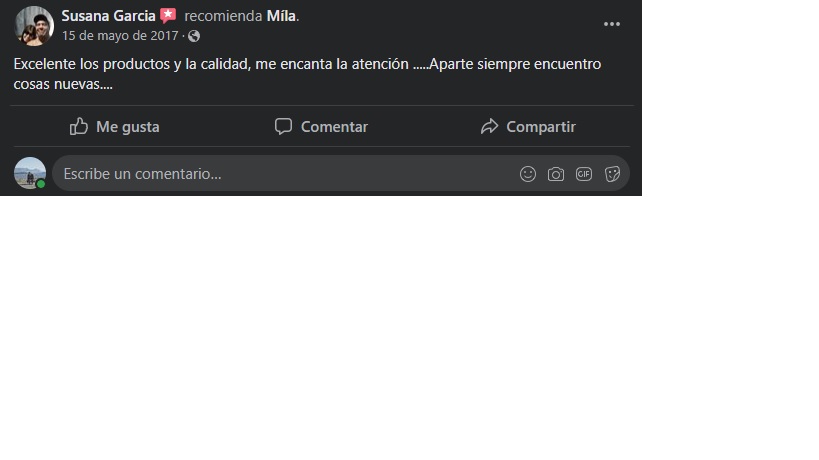 Susana Garcia recomienda Míla.
15 de mayo de 2017 ·
Excelente los productos y la calidad, me encanta la atención .....Aparte siempre encuentro
cosas nuevas....
Me gusta Comentar Compartir
Escribe un comentario... GIF